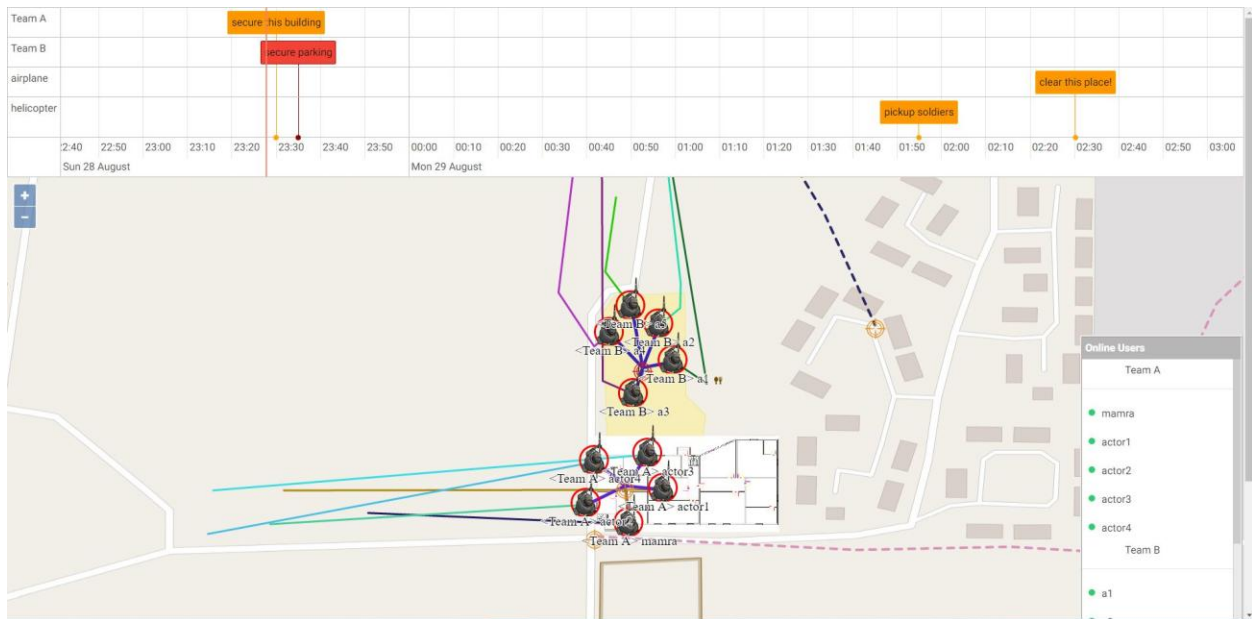 Team A
secure this building
Team B
secure parking
airplane
clear this place!
helicopter
pickup soldiers
2:40 22:50 23:00 23:10 23:20 23:30 23:40 23:50 00:00 00:10 00:20 00:30 00:40 00:50 01:00 01:10 01:20 01:30 01:40 01:50 02:00 02:10 02:20 02:30 02:40 02:50 03:00
Sun 28 August Mon 29 August
+
−
<Team B> a5
<Team B> a2
<Team B> a4
<Team B> a1
<Team B> a3
<Team A> actor3
<Team A> actor4
<Team A> actor1
<Team A> actor
<Team A> mamra
Online Users
Team A
mamra
actor1
actor2
actor3
actor4
Team B
a1